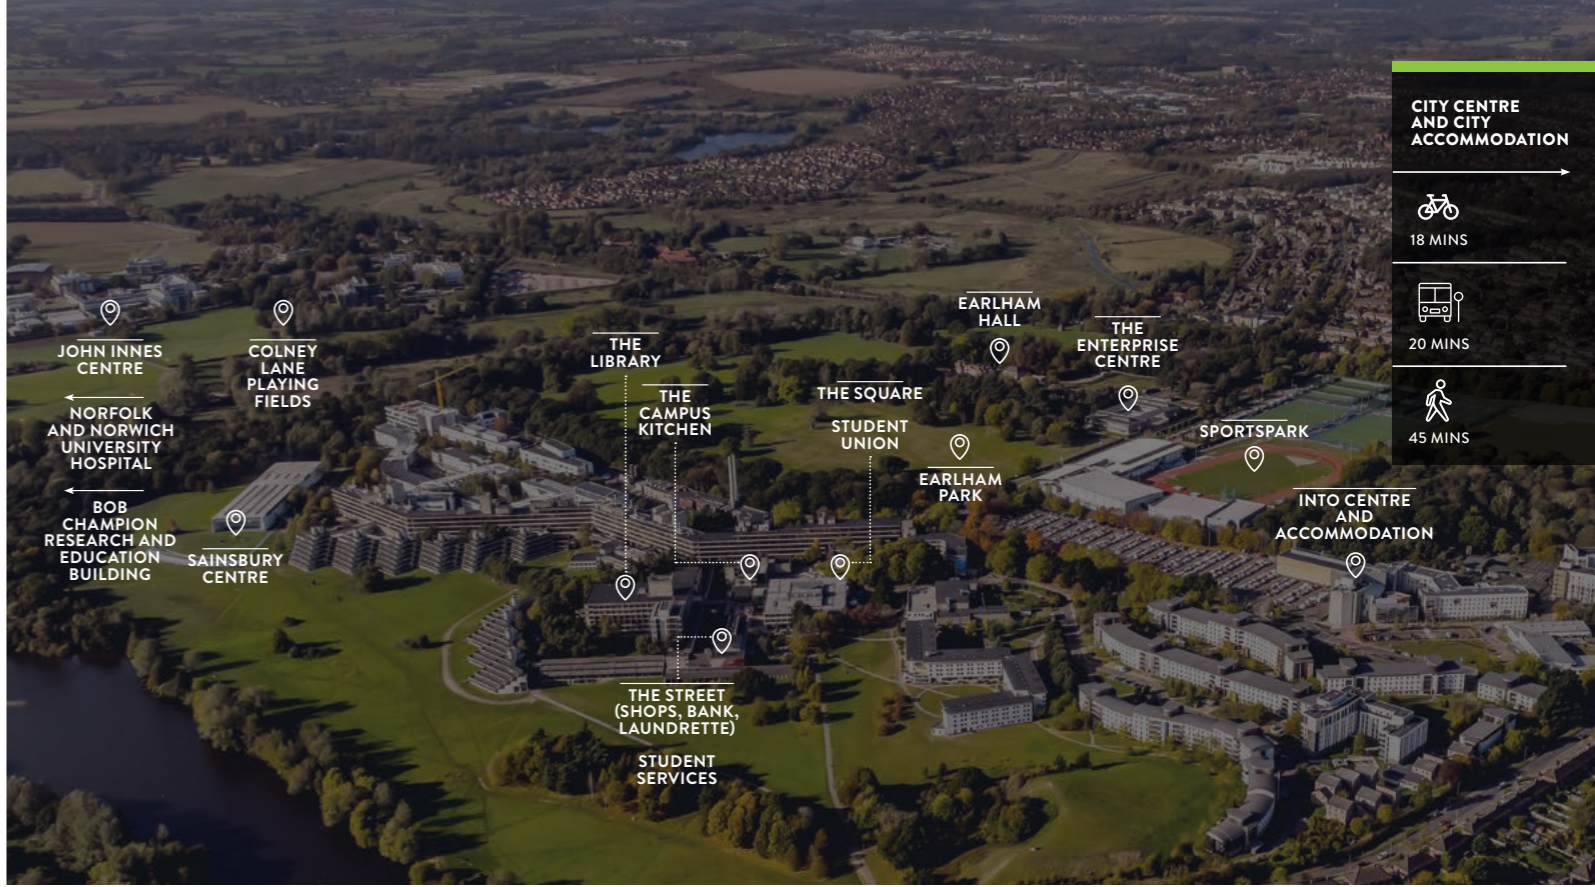 CITY CENTRE
AND CITY
ACCOMMODATION
18 MINS
20 MINS
45 MINS
JOHN INNES
CENTRE
NORFOLK
AND NORWICH
UNIVERSITY
HOSPITAL
BOB
CHAMPION
RESEARCH AND
EDUCATION
BUILDING
COLNEY
LANE
PLAYING
FIELDS
SAINSBURY
CENTRE
THE
LIBRARY
THE
CAMPUS
KITCHEN
THE SQUARE
STUDENT
UNION
EARLHAM
HALL
EARLHAM
PARK
THE
ENTERPRISE
CENTRE
SPORTSPARK
INTO CENTRE
AND
ACCOMMODATION
THE STREET
(SHOPS, BANK,
LAUNDRETTE)
STUDENT
SERVICES